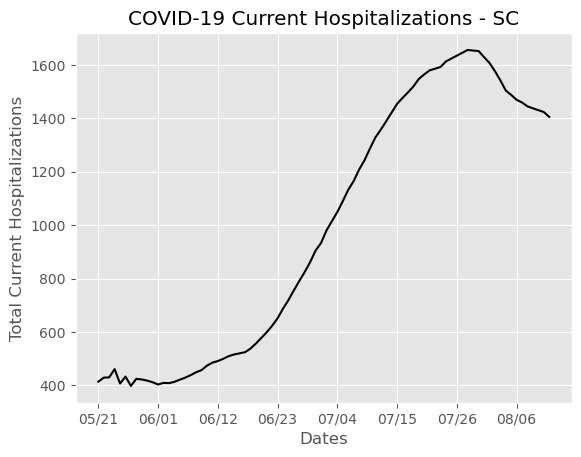 COVID-19 Current Hospitalizations - SC
Total Current Hospitalizations
1600
1400
1200
1000
800
600
400
05/21 06/01 06/12 06/23 07/04 07/15 07/26 08/06
Dates